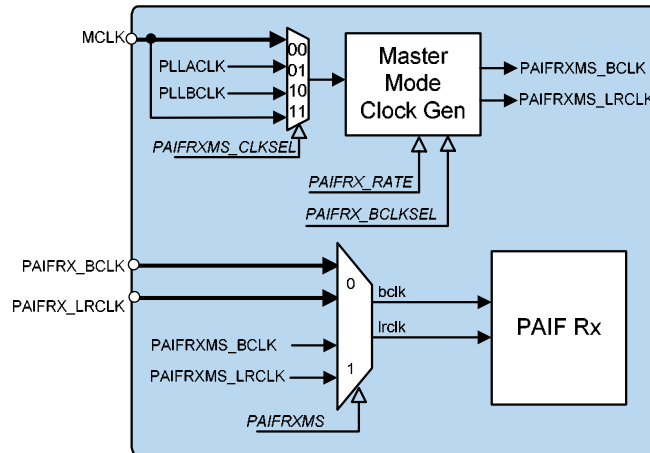 MCLK
00
PLLACLK
01
PLLBCLK
10
11
PAIFRXMS_CLKSEL
Master
Mode
Clock Gen
PAIFRXMS_BCLK
PAIFRXMS_LRCLK
PAIFRX_RATE
PAIFRX_BCLKSEL
PAIFRX_BCLK
PAIFRX_LRCLK
0
bclk
lrclk
PAIFRXMS_BCLK
PAIFRXMS_LRCLK
1
PAIFRXMS
PAIF Rx